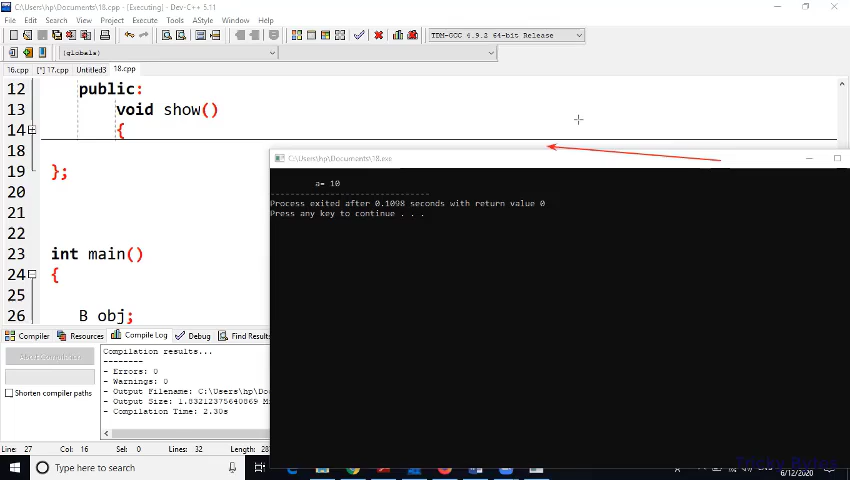 C:\Users\hp\Documents\18.cpp - [Executing] - Dev-C++ 5.11
File Edit Search View Project Execute Tools AStyle Window Help
TDM-GCC 4.9.2 64-bit Release
(globals)
16.cpp [*] 17.cpp Untitled3 18.cpp
12 public:
13 void show()
14 {
18
19 };
20
21
22
23 int main()
24 {
25
26 B obj;
C:\Users\hp\Documents\18.exe
a= 10
--------------------------------
Process exited after 0.1098 seconds with return value 0
Press any key to continue . . .
Compiler Resources Compile Log Debug Find Results
Abort Compilation
Shorten compiler paths
Compilation results...
--------
- Errors: 0
- Warnings: 0
- Output Filename: C:\Users\hp\Do
- Output Size: 1.83212375640869 M
- Compilation Time: 2.30s
Line: 27 Col: 16 Sel: 0 Lines: 32 Length: 28
Type here to search
6/12/2020